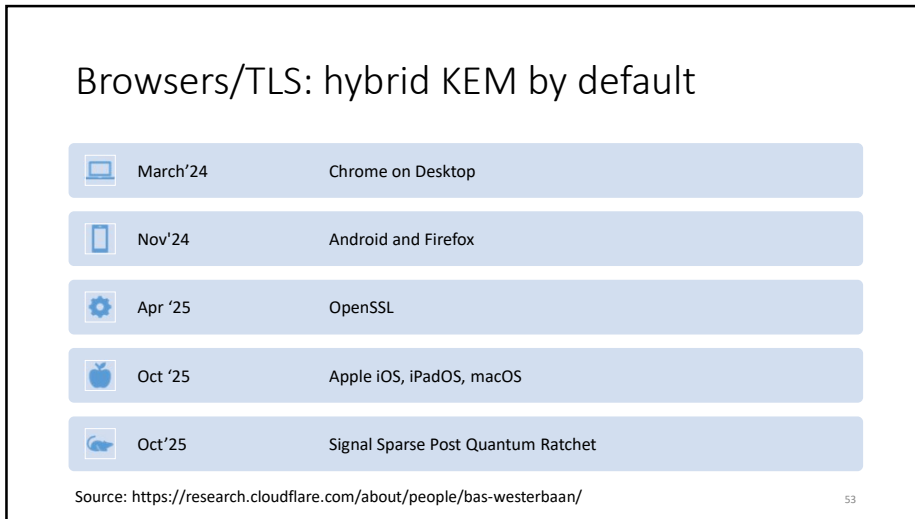 Browsers/TLS: hybrid KEM by default
March’24 Chrome on Desktop
Nov'24 Android and Firefox
Apr ‘25 OpenSSL
Oct ‘25 Apple iOS, iPadOS, macOS
Oct’25 Signal Sparse Post Quantum Ratchet
Source: https://research.cloudflare.com/about/people/bas-westerbaan/
53